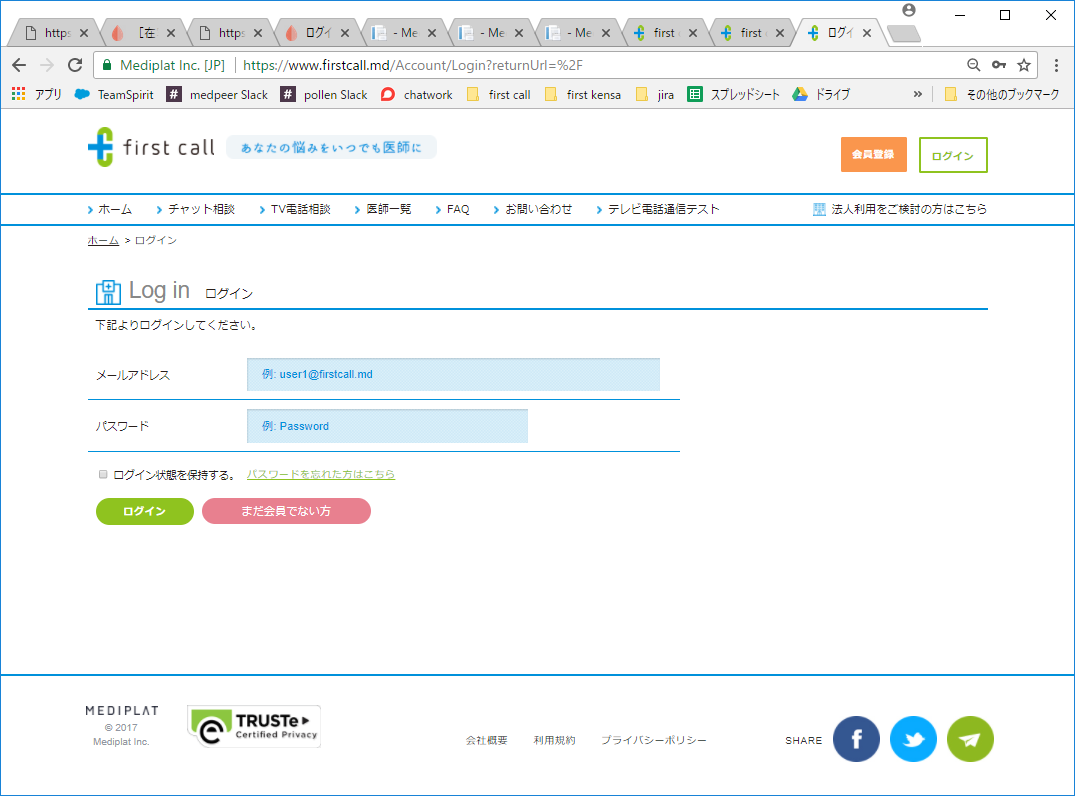 https
[在
https
ログイ
- Me
- Me
- Me
first
first
ログイ
Mediplat Inc. [JP] | https://www.firstcall.md/Account/Login?returnUrl=%2F
アプリ TeamSpirit medpeer Slack pollen Slack chatwork first call first kensa jira スプレッドシート ドライブ » その他のブックマーク
first call あなたの悩みをいつでも医師に
会員登録 ログイン
ホーム チャット相談 TV電話相談 医師一覧 FAQ お問い合わせ テレビ電話通信テスト 法人利用をご検討の方はこちら
ホーム > ログイン
Log in ログイン
下記よりログインしてください。
メールアドレス 例: user1@firstcall.md
パスワード 例: Password
ログイン状態を保持する。 パスワードを忘れた方はこちら
ログイン まだ会員でない方
MEDIPLAT
© 2017
Mediplat Inc.
TRUSTe
Certified Privacy
会社概要 利用規約 プライバシーポリシー
SHARE